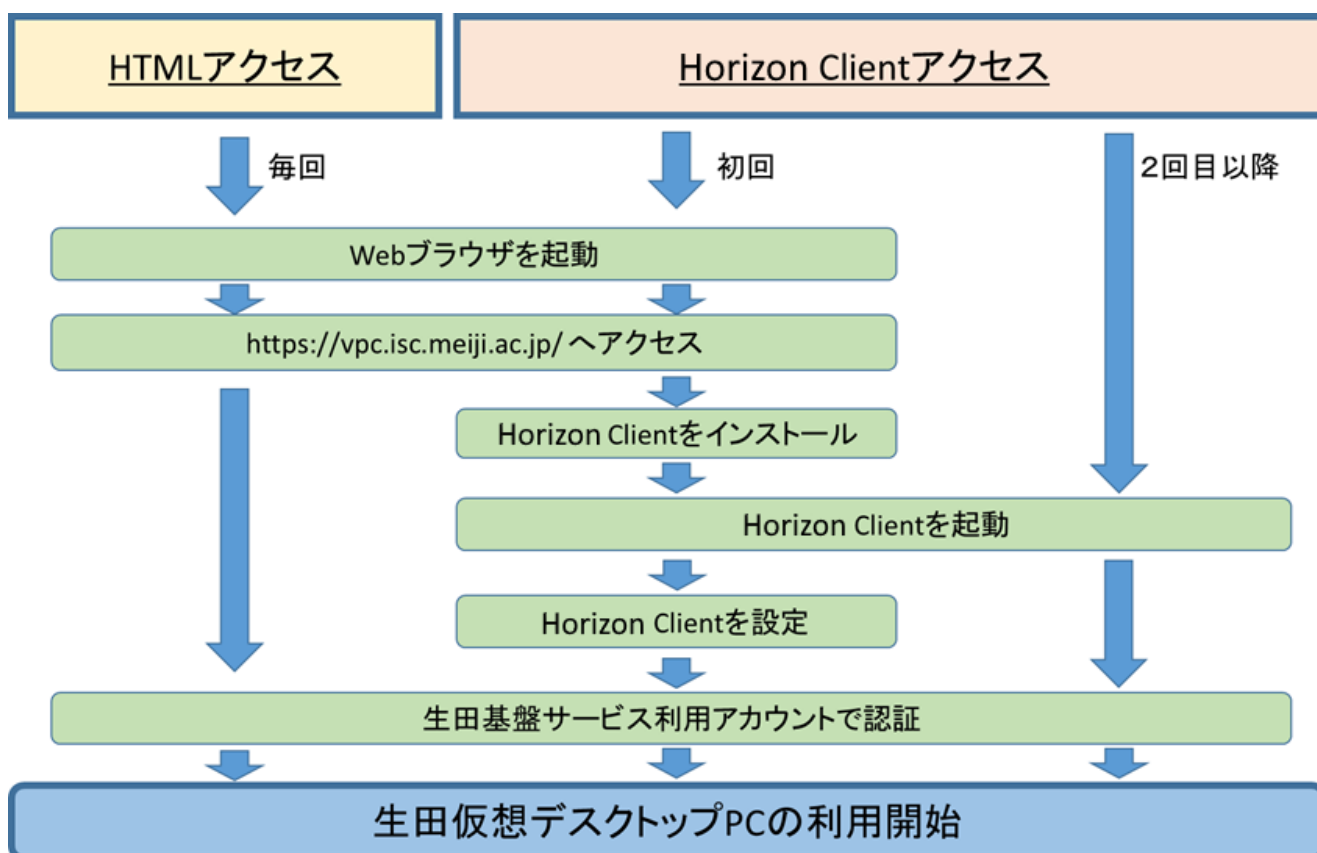 HTMLアクセス
Horizon Clientアクセス
毎回
初回
２回目以降
Webブラウザを起動
https://vpc.isc.meiji.ac.jp/ へアクセス
Horizon Clientをインストール
Horizon Clientを起動
Horizon Clientを設定
生田基盤サービス利用アカウントで認証
生田仮想デスクトップPCの利用開始